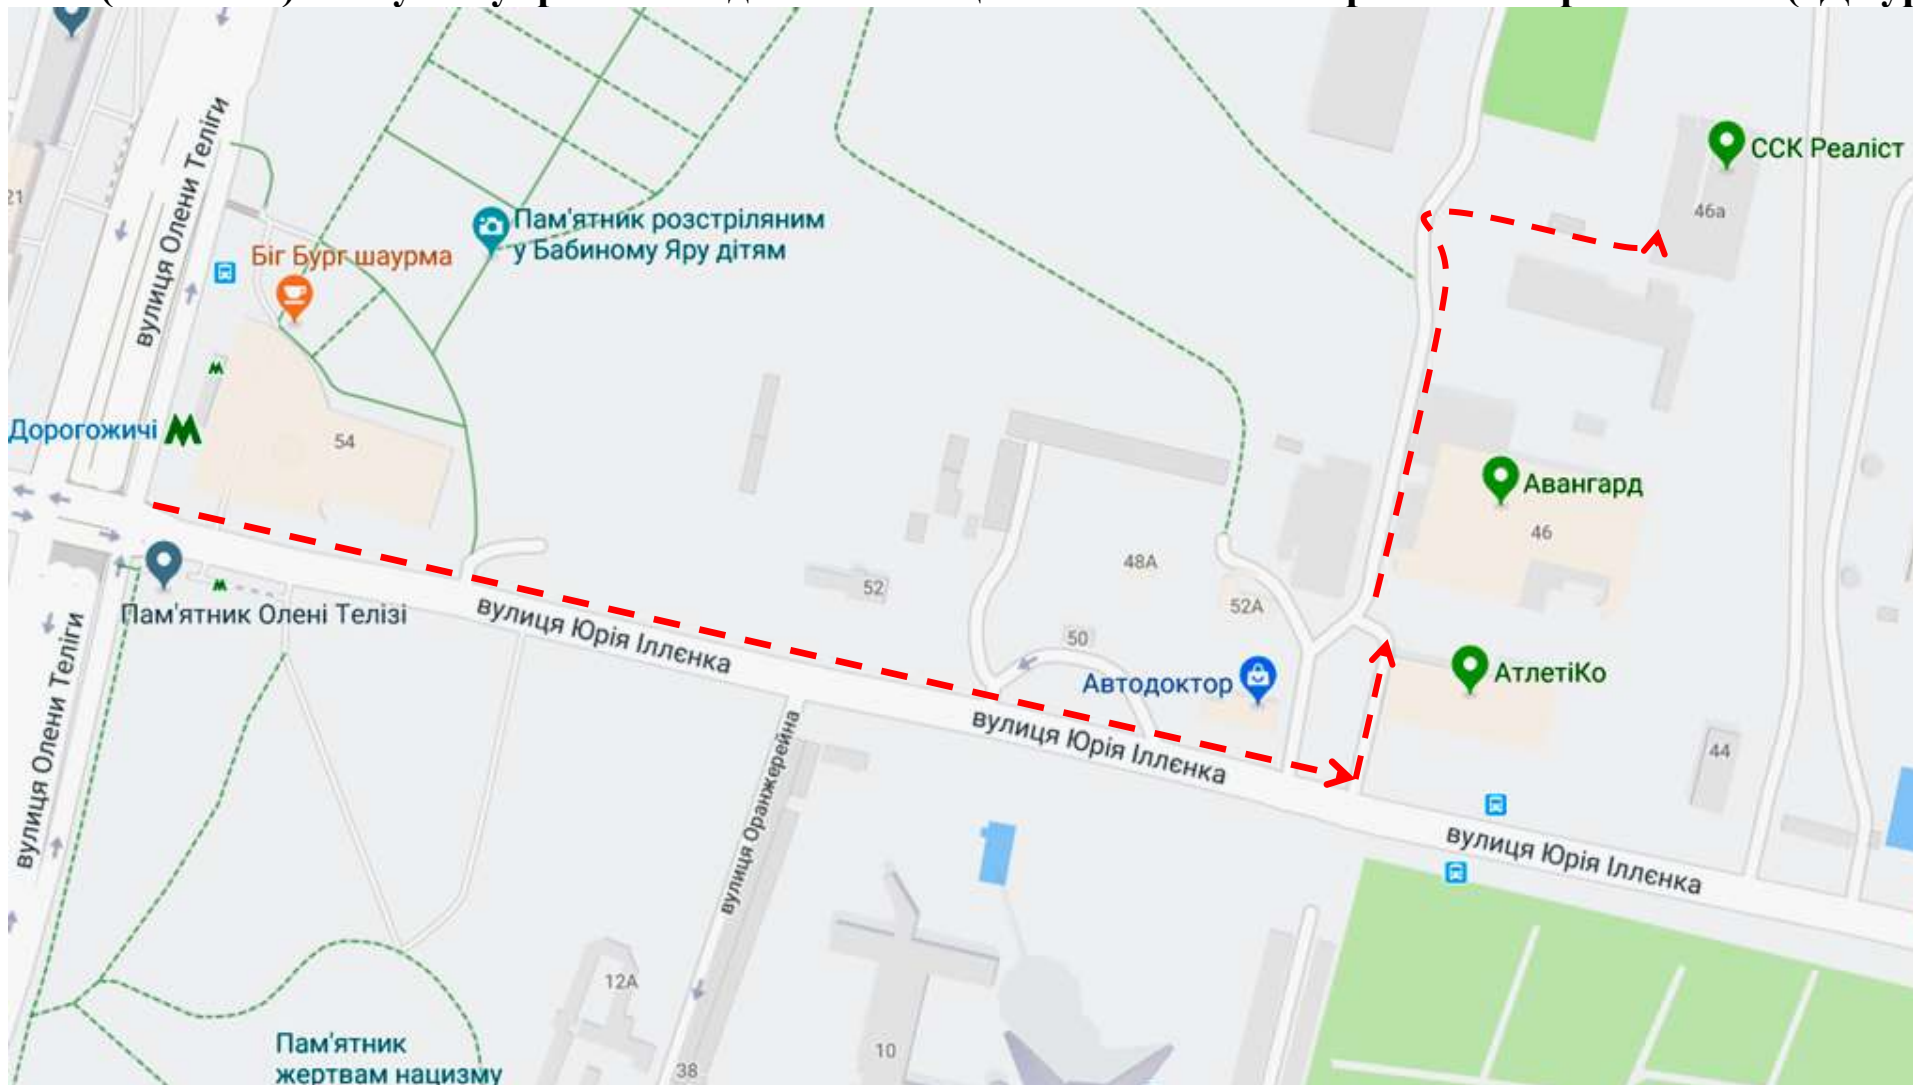 21
вулиця Олени Теліги
ССК Реаліст
46а
Пам'ятник розстріляним
у Бабиному Яру дітям
Біг Бург шаурма
Дорогожичі
54
Авангард
46
48А
52
52А
Пам'ятник Олені Телізі
вулиця Юрія Іллєнка
50
Автодоктор
АтлетіКо
вулиця Олени Теліги
вулиця Юрія Іллєнка
44
вулиця Оранжерейна
вулиця Юрія Іллєнка
12А
Пам'ятник
жертвам нацизму
10
38